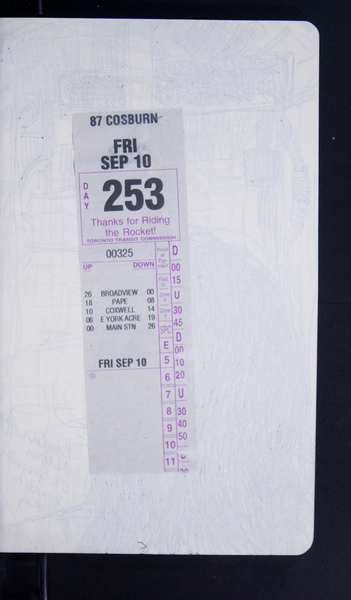 87 COSBURN
FRI
SEP 10
DAY
253
Thanks for Riding
the Rocket!
TORONTO TRANSIT COMMISSION
00325
UP DOWN
26 BROADVIEW 00
18 PAPE 08
10 COXWELL 14
06 E YORK ACRE 19
00 MAIN STN 26
FRI SEP 10
D
00
15
U
30
45
SPC
D
E
00
5
10
6
20
7
U
8
30
9
40
50
10
11